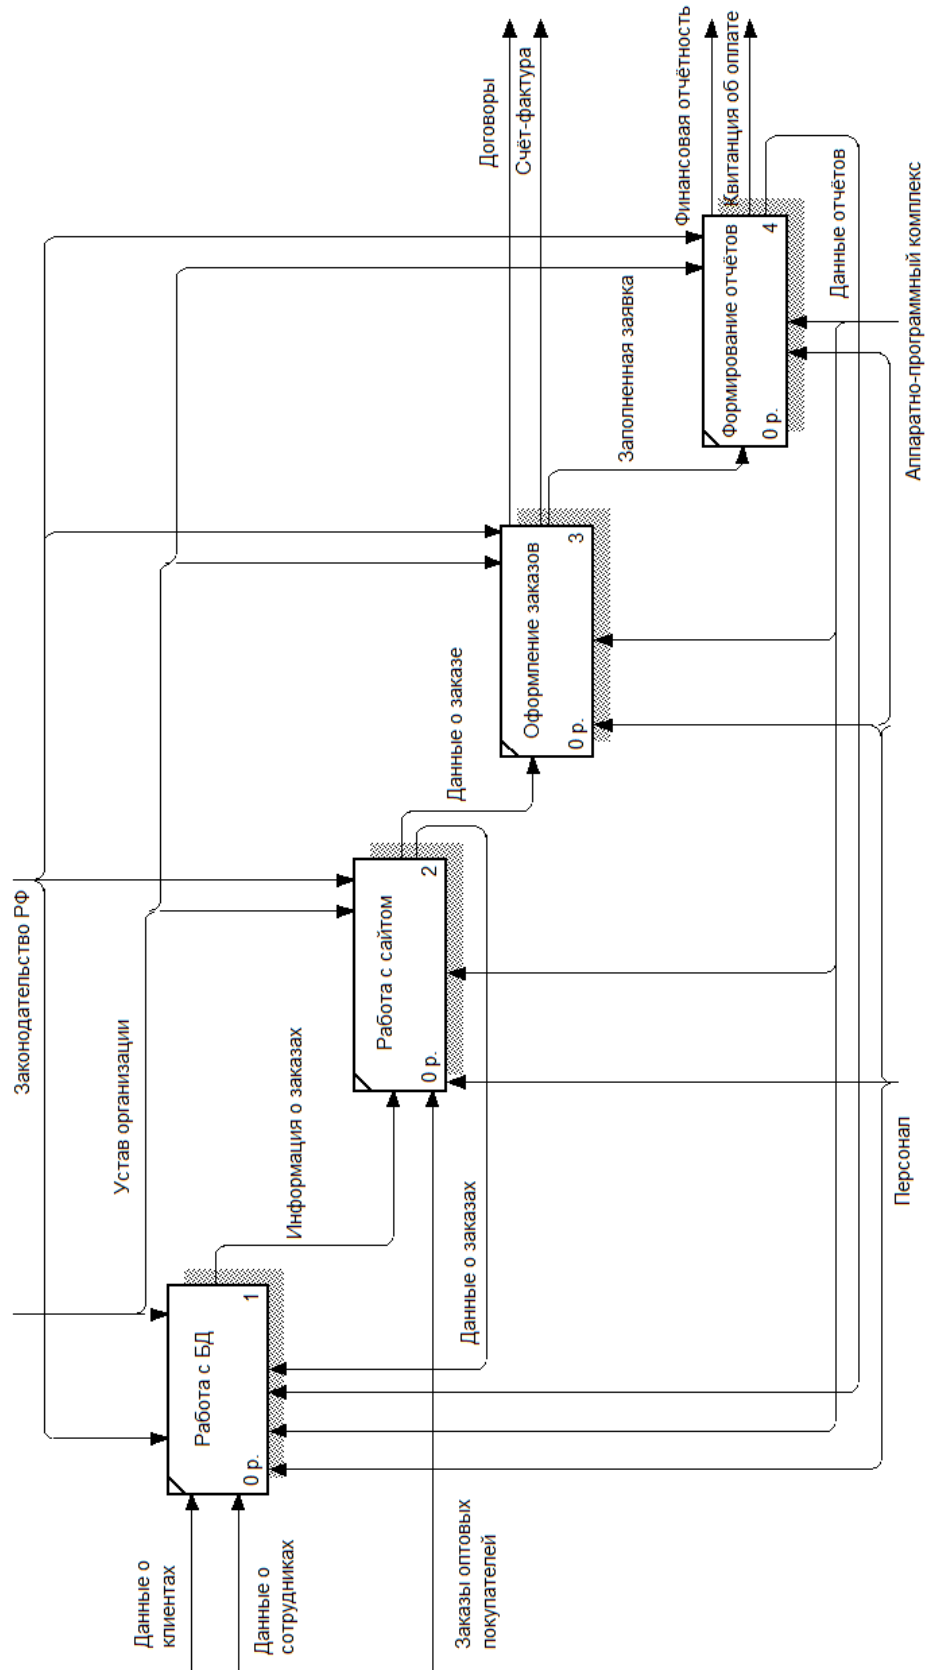 Законодательство РФ
Устав организации
Данные о
клиентах
Данные о
сотрудниках
Работа с БД
0 р.
1
Информация о заказах
Заказы оптовых
покупателей
Работа с сайтом
0 р.
2
Данные о заказах
Данные о заказе
Оформление заказов
0 р.
3
Договоры
Счёт-фактура
Заполненная заявка
Формирование отчётов
0 р.
4
Финансовая отчётность
Квитанция об оплате
Данные отчётов
Персонал
Аппаратно-программный комплекс